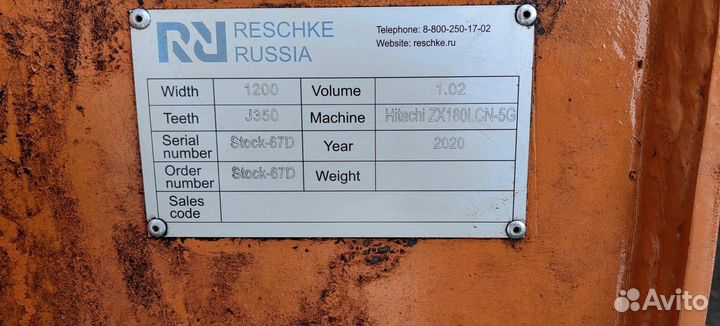 RESCHKE
RUSSIA
Telephone: 8-800-250-17-02
Website: reschke.ru
Width 1200 Volume 1.02
Teeth J350 Machine Hitachi ZX180LCN-5G
Serial number Stock-67D Year 2020
Order number Stock-67D Weight
Sales code
Avito